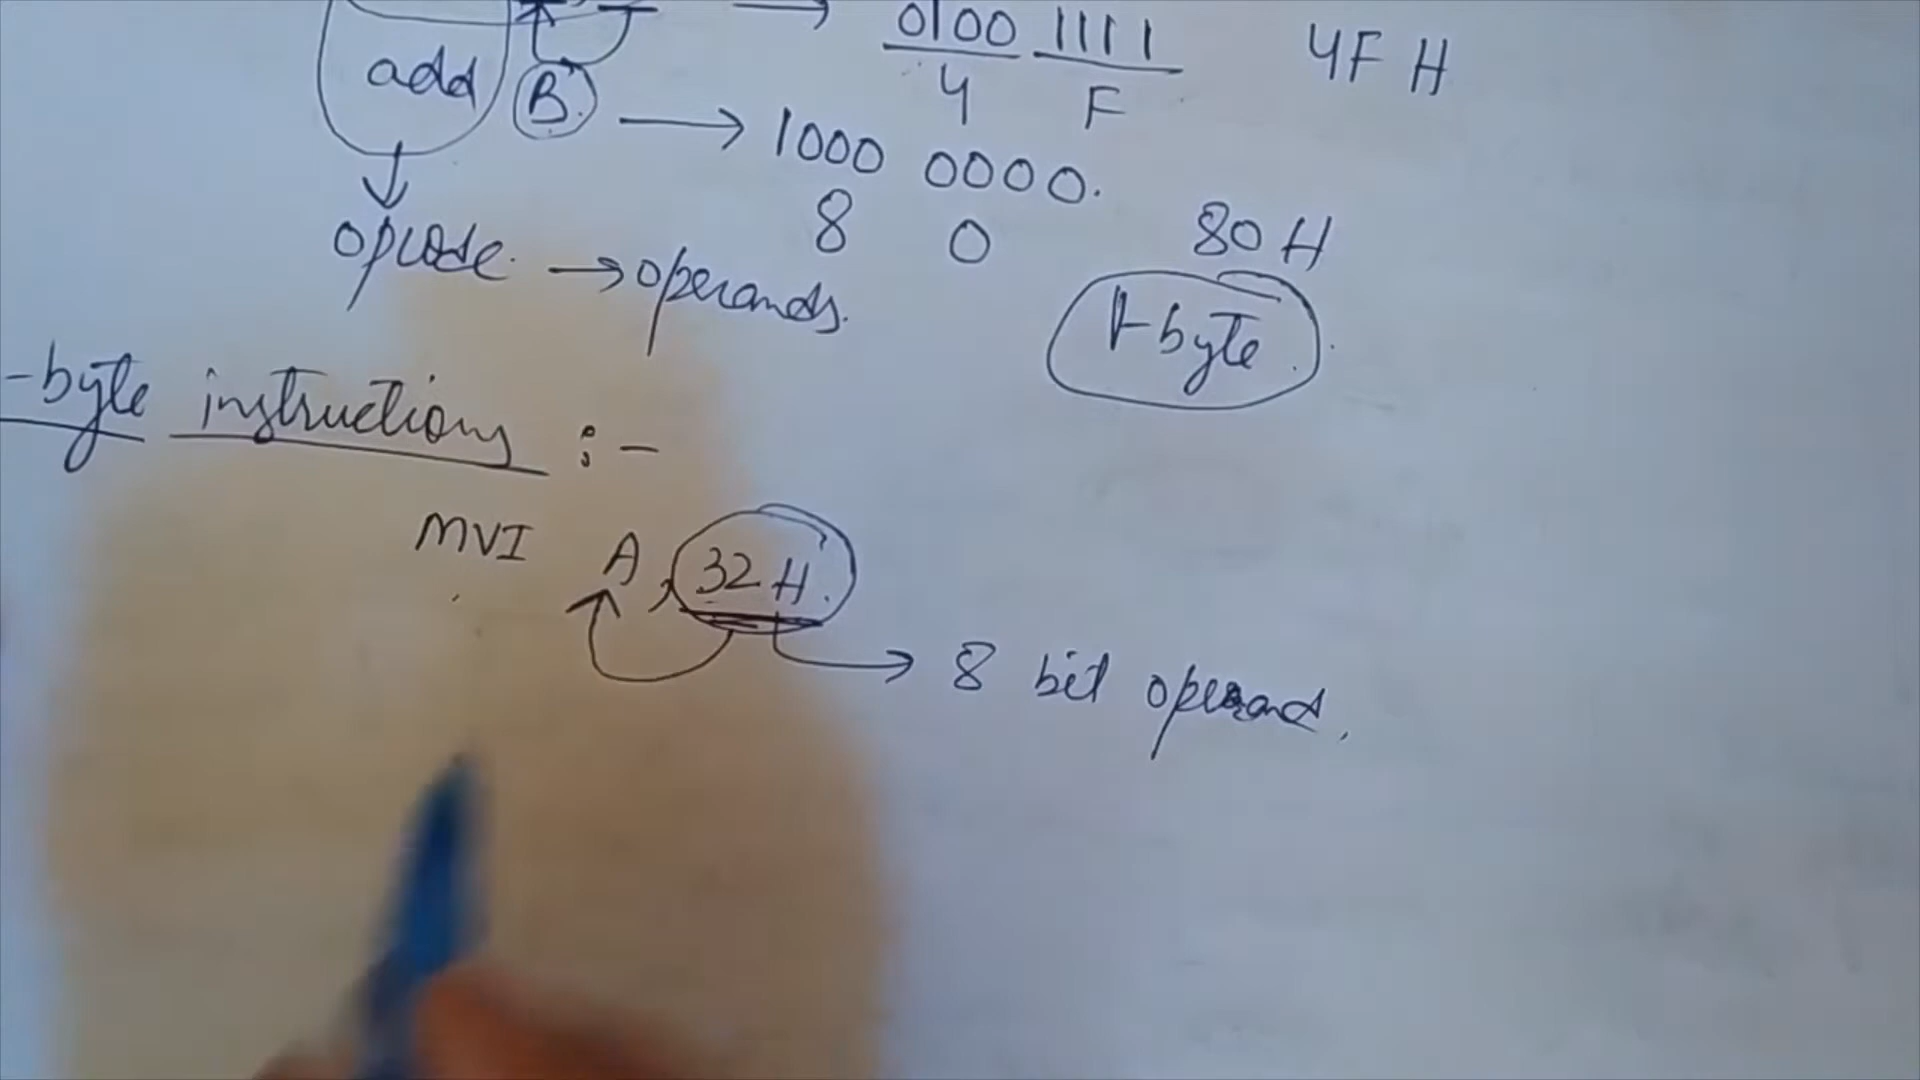 0100 1111 4F H
add B → 4 F
→ 1000 0000.
8 0 80 H
opcode → operands.
1-byte
-byte instructions :-
MVI A, 32 H.
→ 8 bit operand.